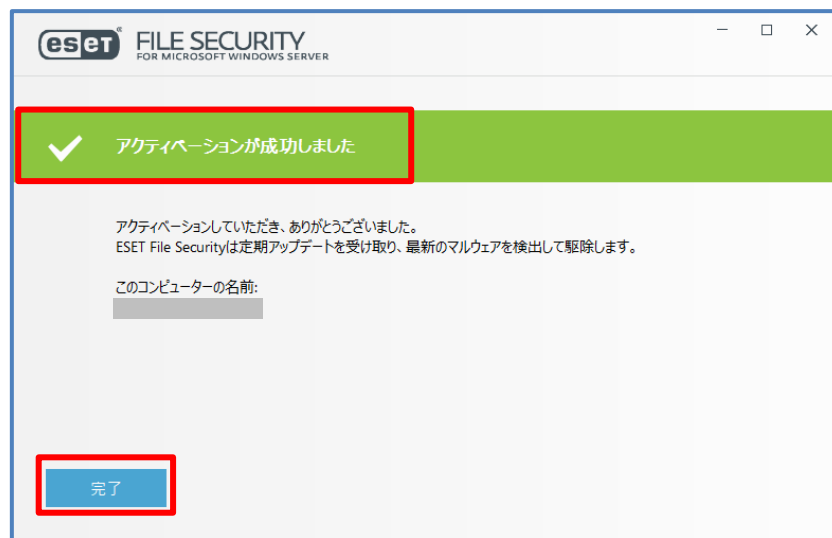 eset® FILE SECURITY
FOR MICROSOFT WINDOWS SERVER
アクティベーションが成功しました
アクティベーションしていただき、ありがとうございました。
ESET File Securityは定期アップデートを受け取り、最新のマルウェアを検出して駆除します。
このコンピューターの名前:
完了